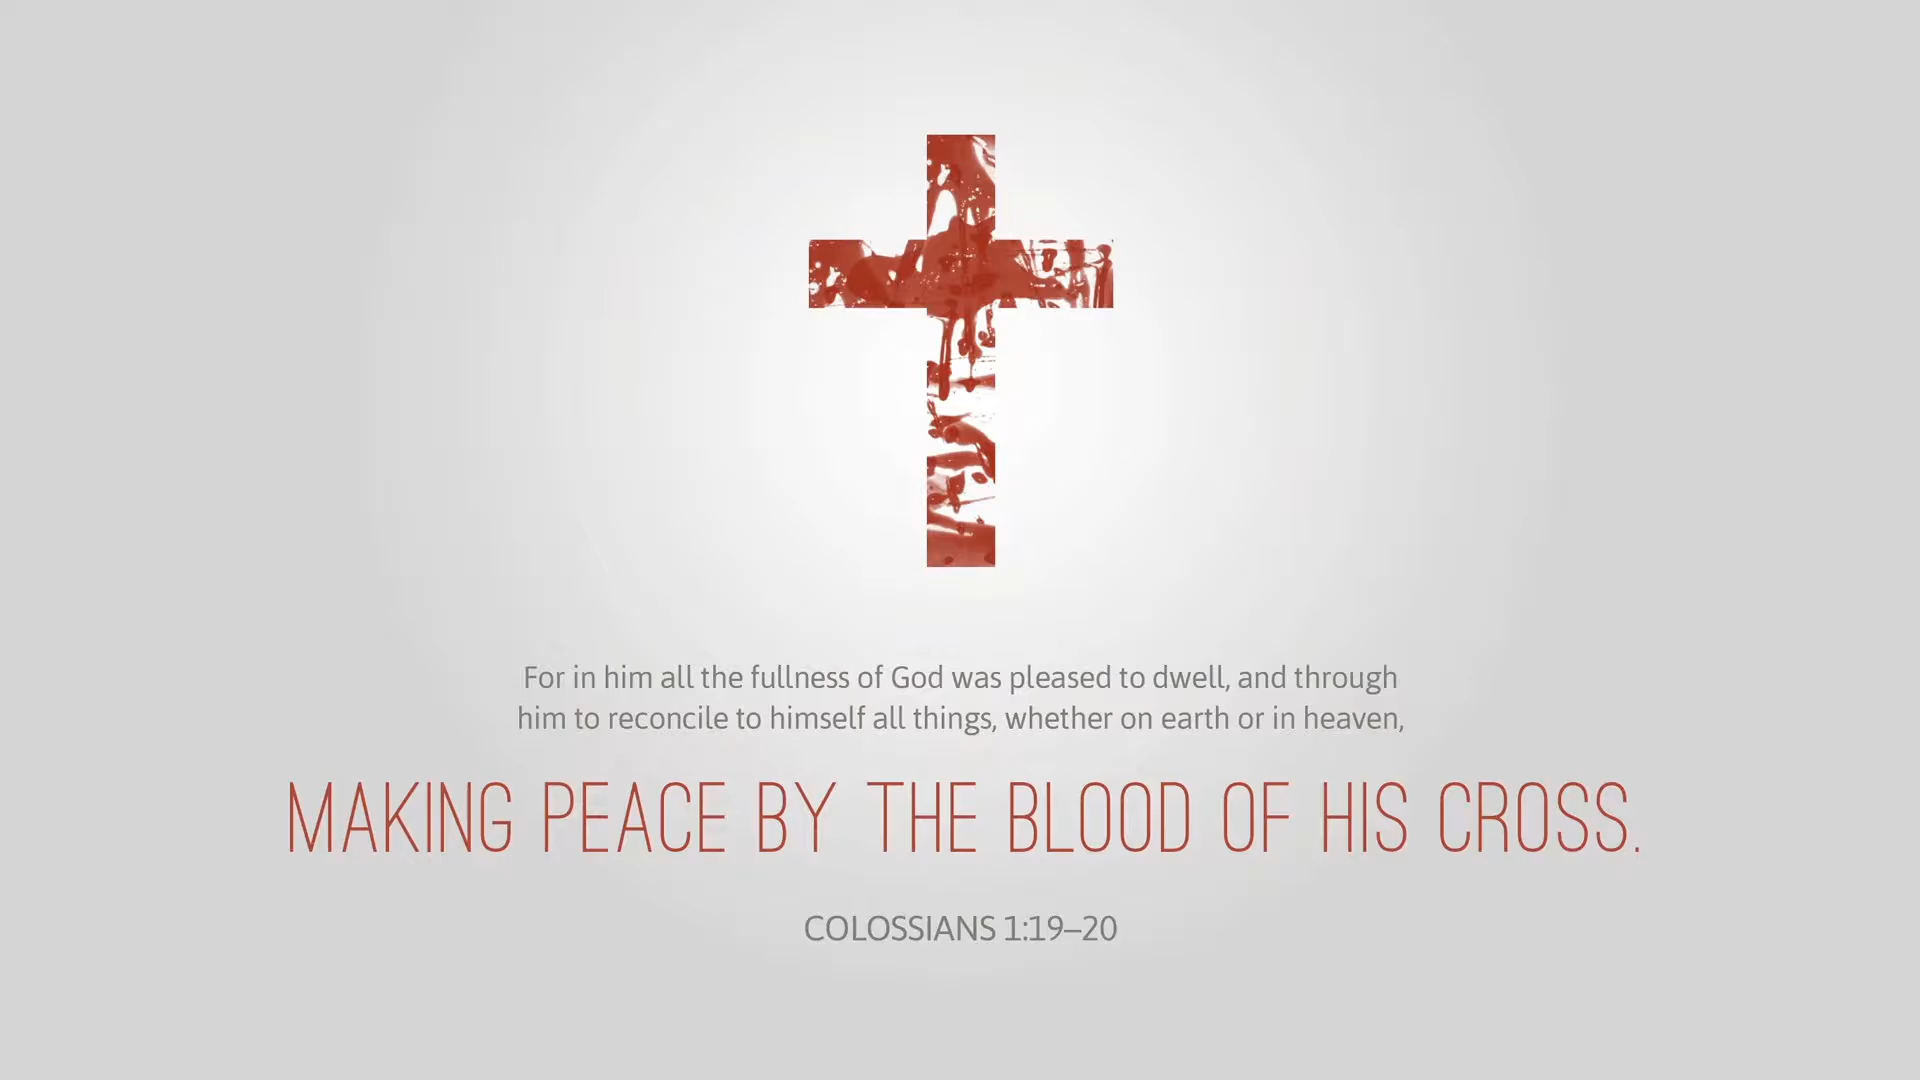 For in him all the fullness of God was pleased to dwell, and through
him to reconcile to himself all things, whether on earth or in heaven,
MAKING PEACE BY THE BLOOD OF HIS CROSS.
COLOSSIANS 1:19–20